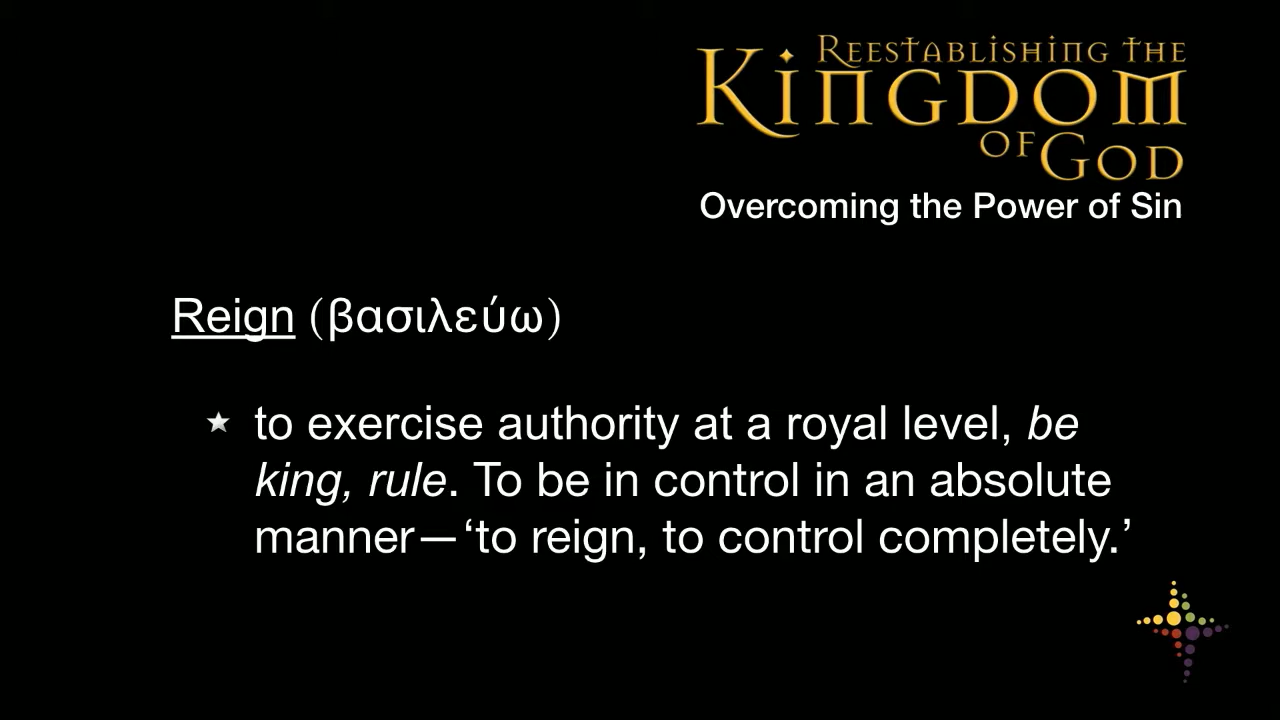 Reestablishing the
Kingdom
of God
Overcoming the Power of Sin
Reign (βασιλεύω)
to exercise authority at a royal level, be
king, rule. To be in control in an absolute
manner—‘to reign, to control completely.’